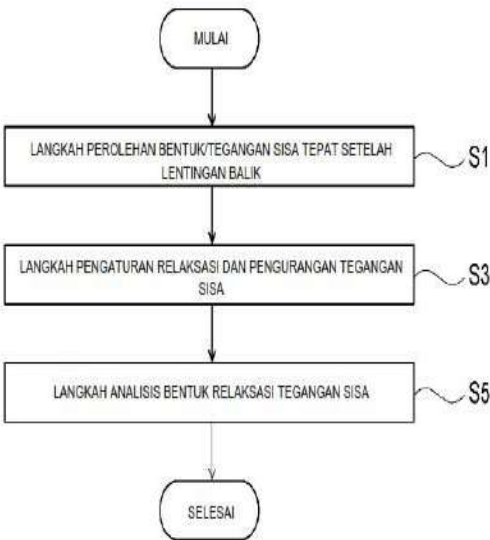 MULAI
LANGKAH PEROLEHAN BENTUK/TEGANGAN SISA TEPAT SETELAH
LENTINGAN BALIK
S1
LANGKAH PENGATURAN RELAKSASI DAN PENGURANGAN TEGANGAN
SISA
S3
LANGKAH ANALISIS BENTUK RELAKSASI TEGANGAN SISA
S5
SELESAI